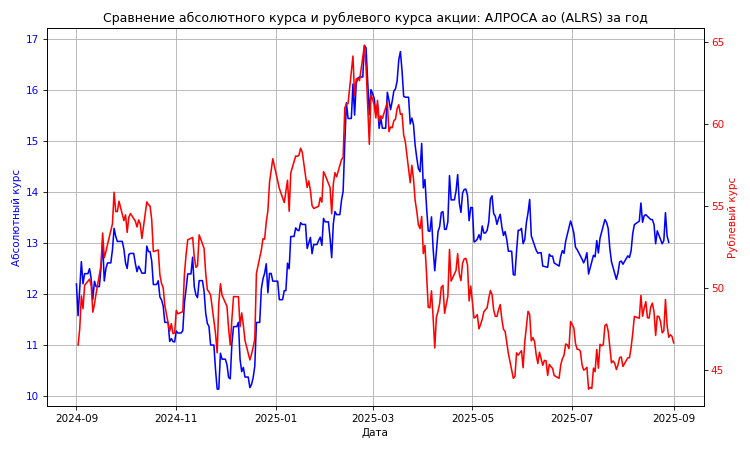 Сравнение абсолютного курса и рублевого курса акции: АЛРОСА ао (ALRS) за год
17
16
15
14
13
12
11
10
Абсолютный курс
65
60
55
50
45
Рублевый курс
2024-09 2024-11 2025-01 2025-03 2025-05 2025-07 2025-09
Дата